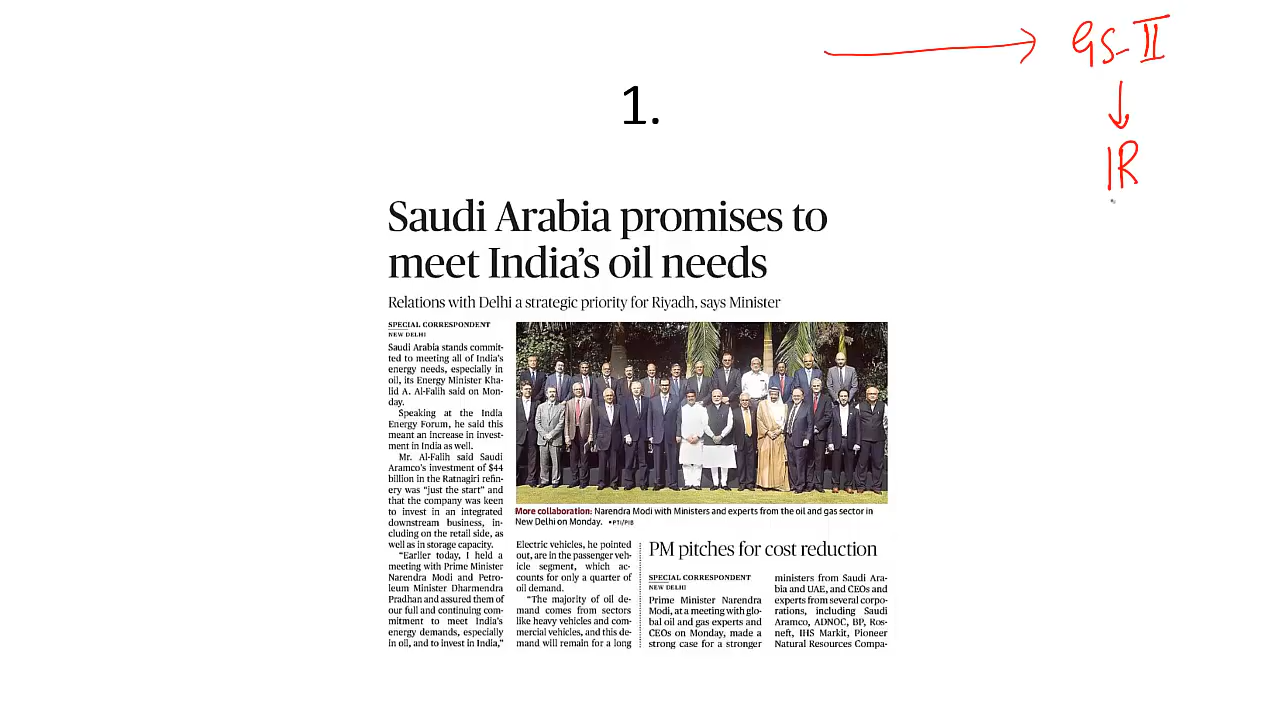 GS-II
1.
IR
Saudi Arabia promises to
meet India's oil needs
Relations with Delhi a strategic priority for Riyadh, says Minister
SPECIAL CORRESPONDENT
NEW DELHI
Saudi Arabia stands commit-
ted to meeting all of India's
energy needs, especially in
oil, its Energy Minister Kha-
lid A. Al-Falih said on Mon-
day.
Speaking at the India
Energy Forum, he said this
meant an increase in invest-
ment in India as well.
Mr. Al-Falih said Saudi
Aramco's investment of $44
billion in the Ratnagiri refin-
ery was "just the start" and
that the company was keen
to invest in an integrated
downstream business, in-
cluding on the retail side, as
well as in storage capacity.
"Earlier today, I held a
meeting with Prime Minister
Narendra Modi and Petro-
leum Minister Dharmendra
Pradhan and assured them of
our full and continuing com-
mitment to meet India's
energy demands, especially
in oil, and to invest in India,"
More collaboration: Narendra Modi with Ministers and experts from the oil and gas sector in
New Delhi on Monday. •PTI/PIB
Electric vehicles, he pointed
out, are in the passenger veh-
icle segment, which ac-
counts for only a quarter of
oil demand.
"The majority of oil de-
mand comes from sectors
like heavy vehicles and com-
mercial vehicles, and this de-
mand will remain for a long
PM pitches for cost reduction
SPECIAL CORRESPONDENT
NEW DELHI
Prime Minister Narendra
Modi, at a meeting with glo-
bal oil and gas experts and
CEOs on Monday, made a
strong case for a stronger
ministers from Saudi Ara-
bia and UAE, and CEOs and
experts from several corpo-
rations, including Saudi
Aramco, ADNOC, BP, Ros-
neft, IHS Markit, Pioneer
Natural Resources Compa-